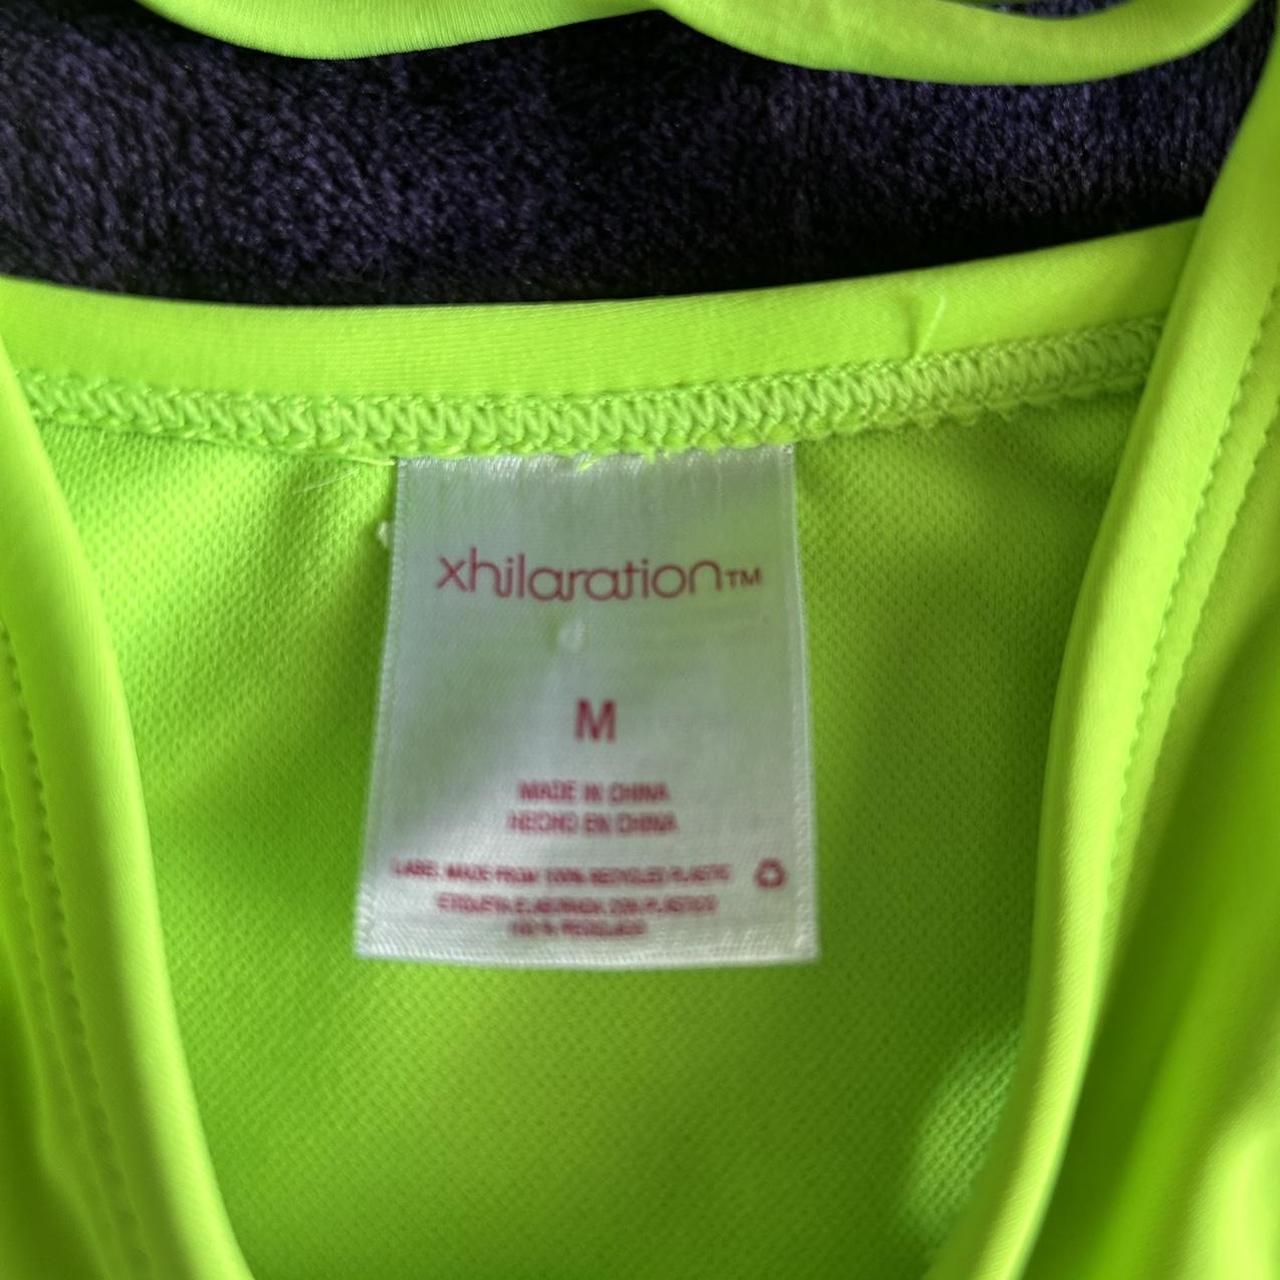 xhilaration™
M
MADE IN CHINA
HECHO EN CHINA
LABEL MADE FROM 100% RECYCLED PLASTIC
ETIQUETA ELABORADA CON PLASTICO
100% RECICLADO